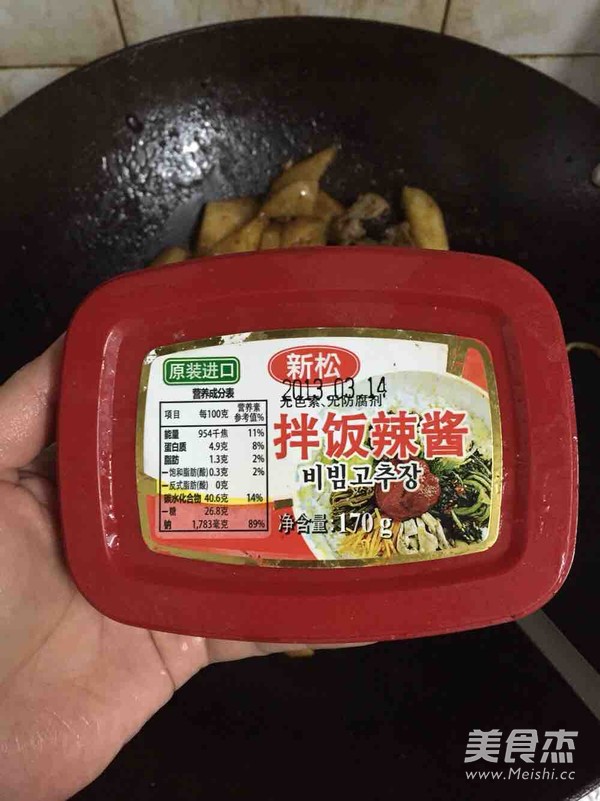 原装进口
新松
2013.03.14
无色素、无防腐剂
拌饭辣酱
비빔고추장
净含量:170g
营养成分表
项目 每100克 营养素参考值%
能量 954千焦 11%
蛋白质 4.9克 8%
脂肪 1.3克 2%
—饱和脂肪(酸) 0.3克 2%
—反式脂肪(酸) 0克
碳水化合物 40.6克 14%
—糖 26.8克
钠 1,783毫克 89%
美食杰
www.Meishi.cc